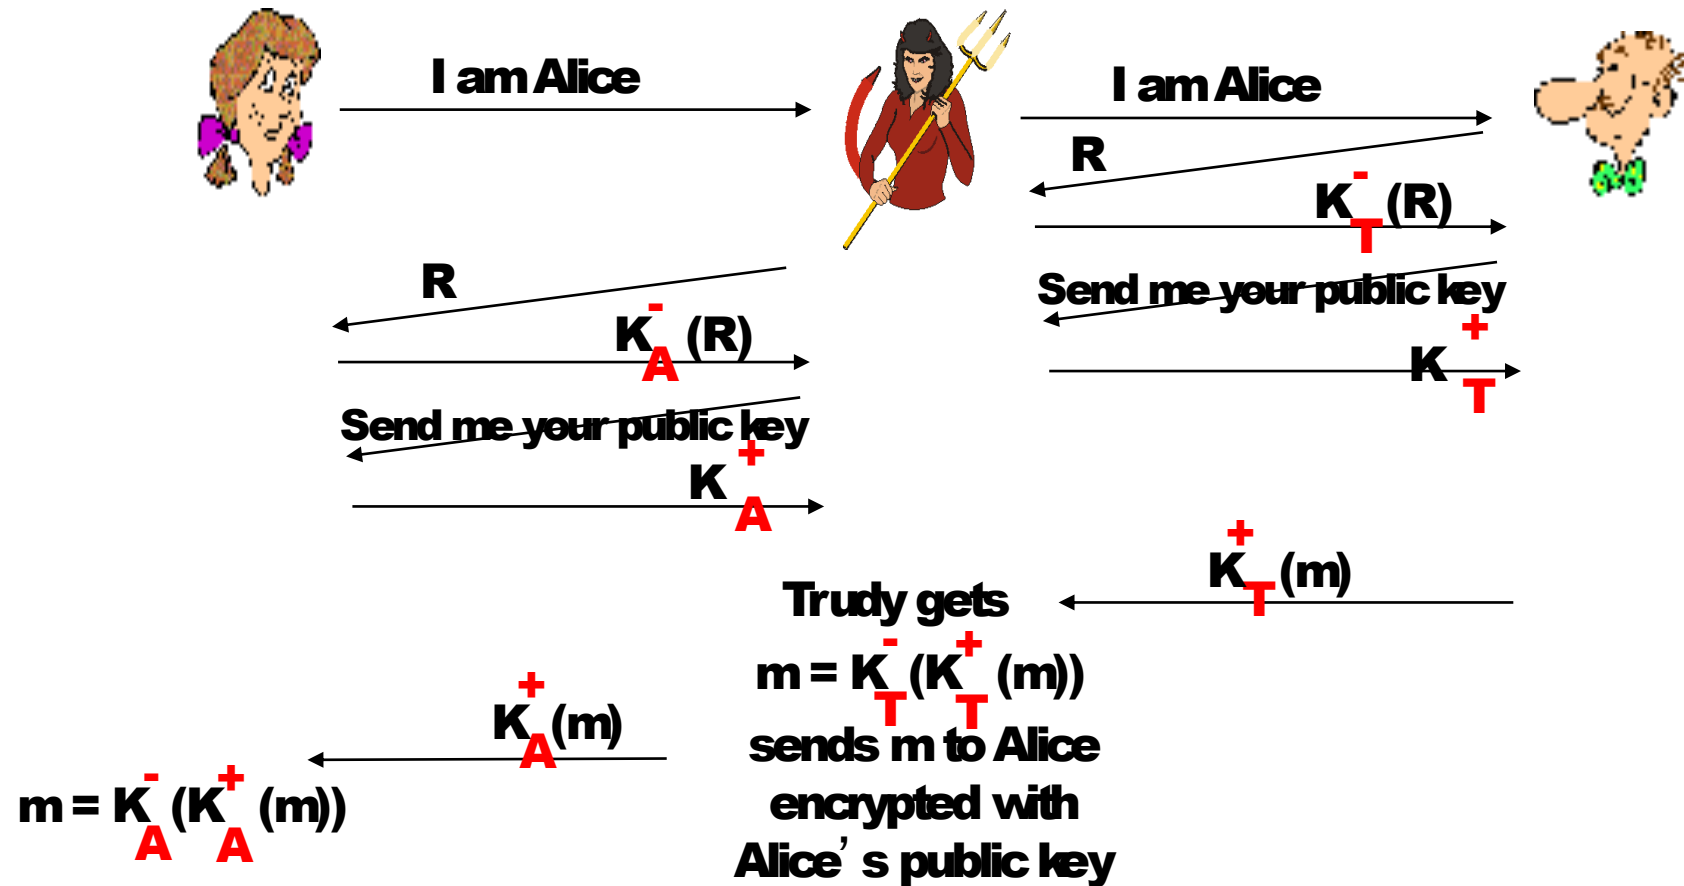 I am Alice
I am Alice
R
K T - (R)
Send me your public key
K T +
R
K A - (R)
Send me your public key
K A +
K T + (m)
Trudy gets
m = K T - (K T + (m))
sends m to Alice
encrypted with
Alice’ s public key
K A + (m)
m = K A - (K A + (m))